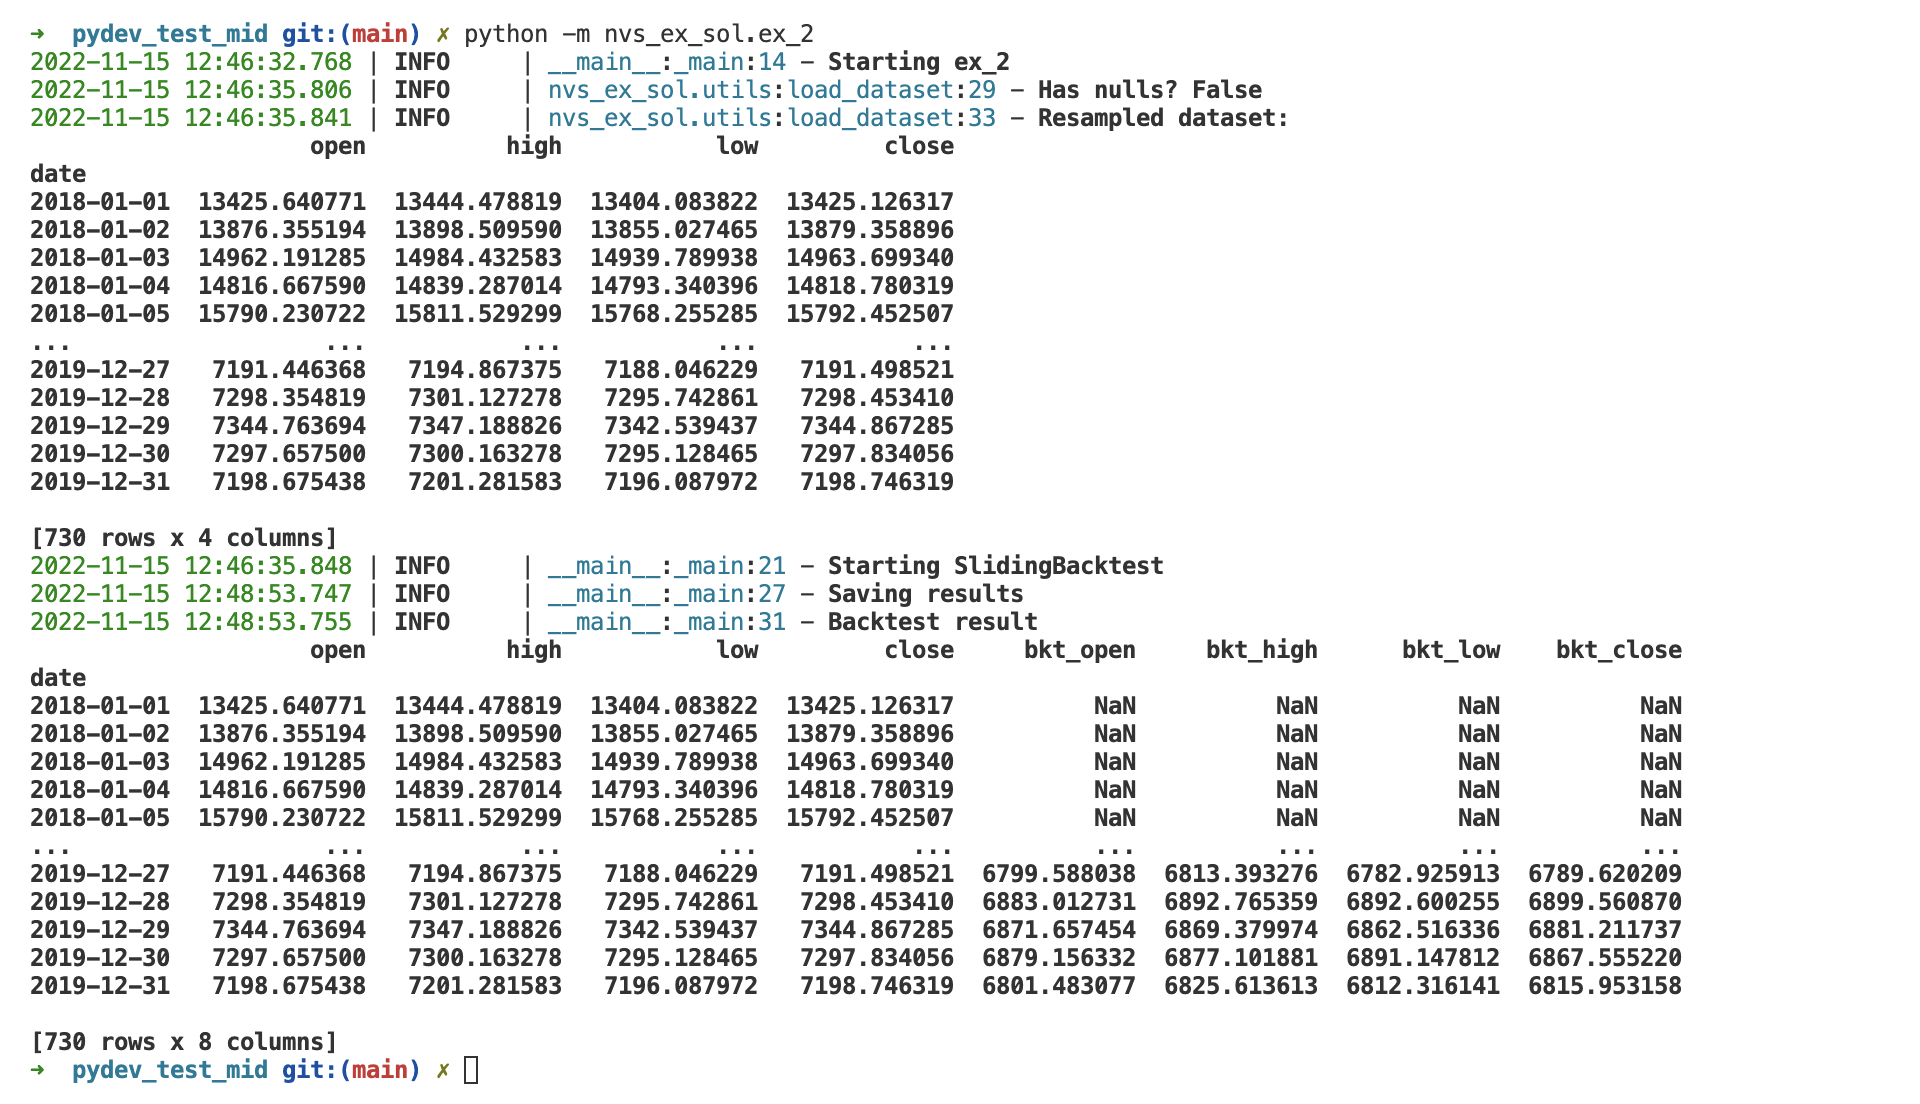 ➜  pydev_test_mid git:(main) ✗ python -m nvs_ex_sol.ex_2
2022-11-15 12:46:32.768 | INFO     | __main__:_main:14 - Starting ex_2
2022-11-15 12:46:35.806 | INFO     | nvs_ex_sol.utils:load_dataset:29 - Has nulls? False
2022-11-15 12:46:35.841 | INFO     | nvs_ex_sol.utils:load_dataset:33 - Resampled dataset:
                    open          high           low         close
date
2018-01-01  13425.640771  13444.478819  13404.083822  13425.126317
2018-01-02  13876.355194  13898.509590  13855.027465  13879.358896
2018-01-03  14962.191285  14984.432583  14939.789938  14963.699340
2018-01-04  14816.667590  14839.287014  14793.340396  14818.780319
2018-01-05  15790.230722  15811.529299  15768.255285  15792.452507
...                  ...           ...           ...           ...
2019-12-27   7191.446368   7194.867375   7188.046229   7191.498521
2019-12-28   7298.354819   7301.127278   7295.742861   7298.453410
2019-12-29   7344.763694   7347.188826   7342.539437   7344.867285
2019-12-30   7297.657500   7300.163278   7295.128465   7297.834056
2019-12-31   7198.675438   7201.281583   7196.087972   7198.746319

[730 rows x 4 columns]
2022-11-15 12:46:35.848 | INFO     | __main__:_main:21 - Starting SlidingBacktest
2022-11-15 12:48:53.747 | INFO     | __main__:_main:27 - Saving results
2022-11-15 12:48:53.755 | INFO     | __main__:_main:31 - Backtest result
                    open          high           low         close     bkt_open     bkt_high      bkt_low    bkt_close
date
2018-01-01  13425.640771  13444.478819  13404.083822  13425.126317          NaN          NaN          NaN          NaN
2018-01-02  13876.355194  13898.509590  13855.027465  13879.358896          NaN          NaN          NaN          NaN
2018-01-03  14962.191285  14984.432583  14939.789938  14963.699340          NaN          NaN          NaN          NaN
2018-01-04  14816.667590  14839.287014  14793.340396  14818.780319          NaN          NaN          NaN          NaN
2018-01-05  15790.230722  15811.529299  15768.255285  15792.452507          NaN          NaN          NaN          NaN
...                  ...           ...           ...           ...          ...          ...          ...          ...
2019-12-27   7191.446368   7194.867375   7188.046229   7191.498521  6799.588038  6813.393276  6782.925913  6789.620209
2019-12-28   7298.354819   7301.127278   7295.742861   7298.453410  6883.012731  6892.765359  6892.600255  6899.560870
2019-12-29   7344.763694   7347.188826   7342.539437   7344.867285  6871.657454  6869.379974  6862.516336  6881.211737
2019-12-30   7297.657500   7300.163278   7295.128465   7297.834056  6879.156332  6877.101881  6891.147812  6867.555220
2019-12-31   7198.675438   7201.281583   7196.087972   7198.746319  6801.483077  6825.613613  6812.316141  6815.953158

[730 rows x 8 columns]
➜  pydev_test_mid git:(main) ✗